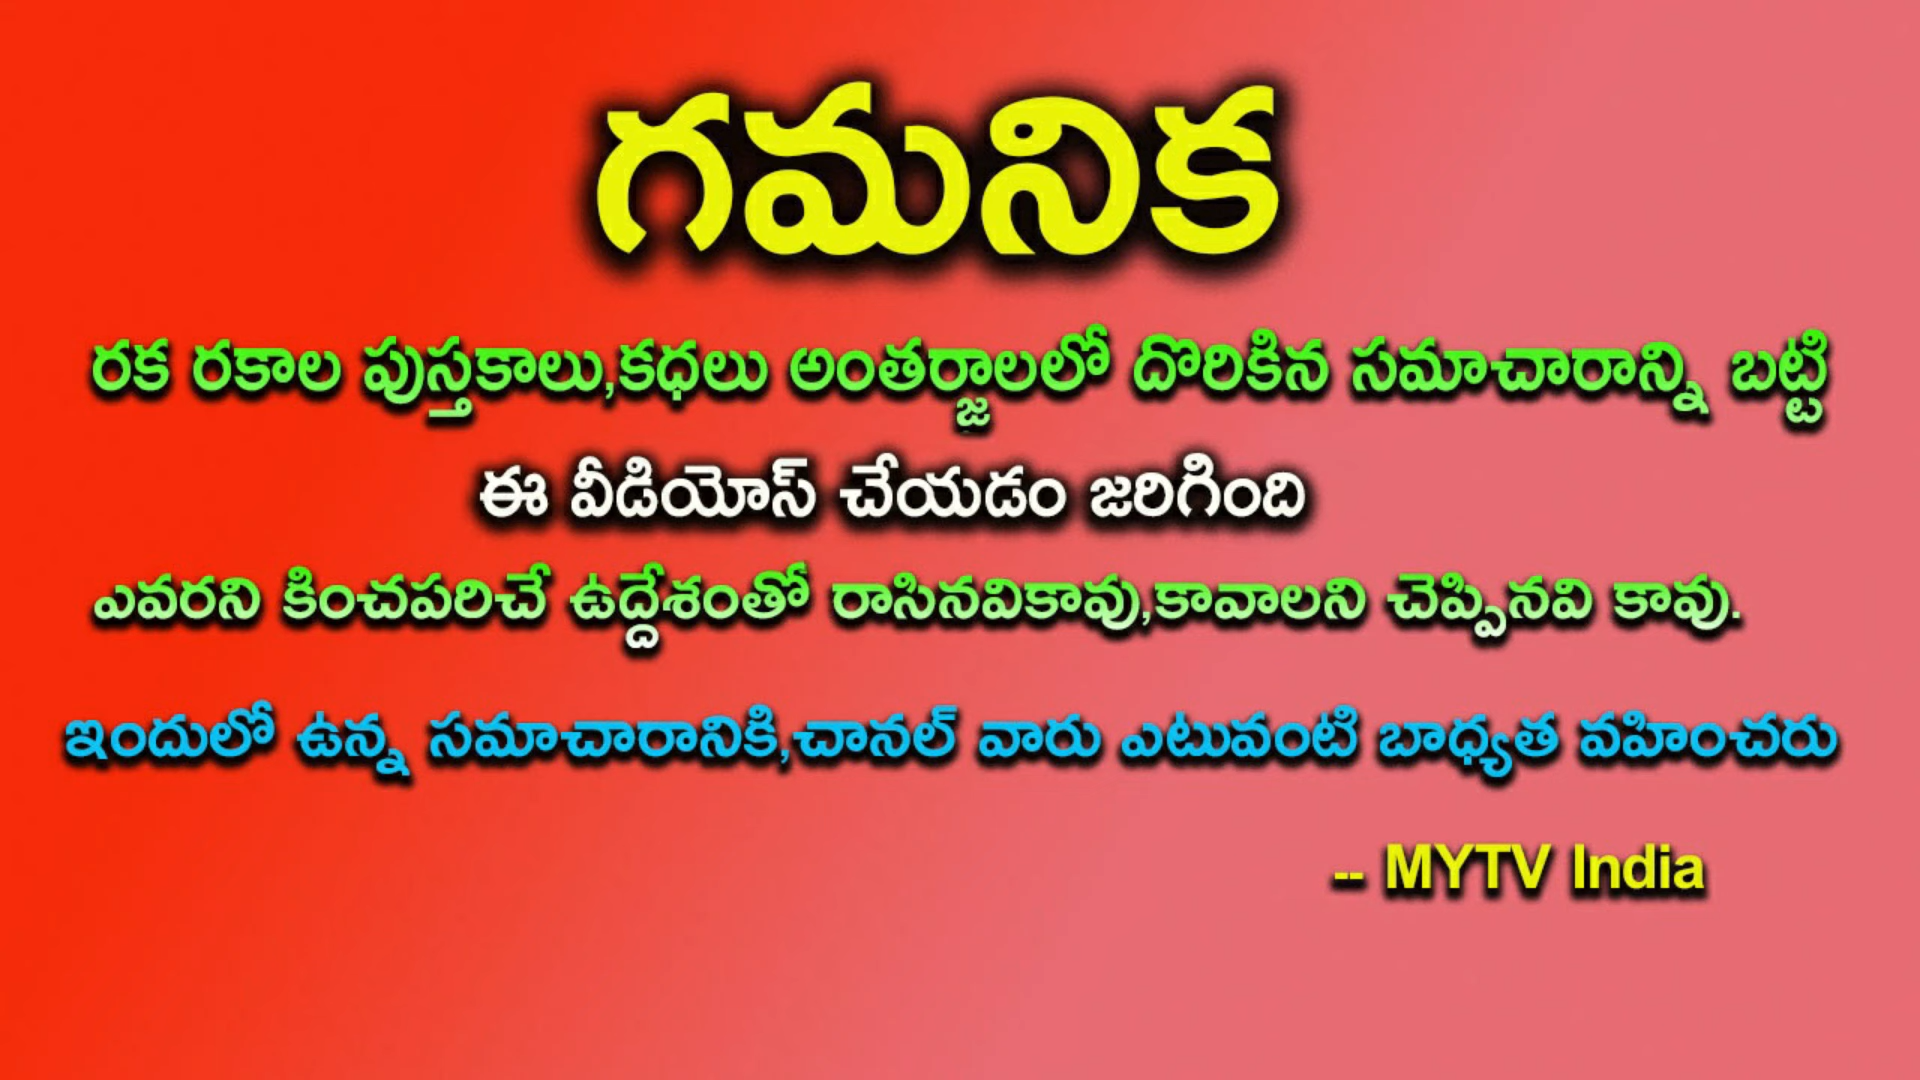 గమనిక
రక రకాల పుస్తకాలు,కధలు అంతర్జాలలో దొరికిన సమాచారాన్ని బట్టి
ఈ వీడియోస్ చేయడం జరిగింది
ఎవరని కించపరిచే ఉద్దేశంతో రాసినవికావు,కావాలని చెప్పినవి కావు.
ఇందులో ఉన్న సమాచారానికి,చానల్ వారు ఎటువంటి బాధ్యత వహించరు
-- MYTV India